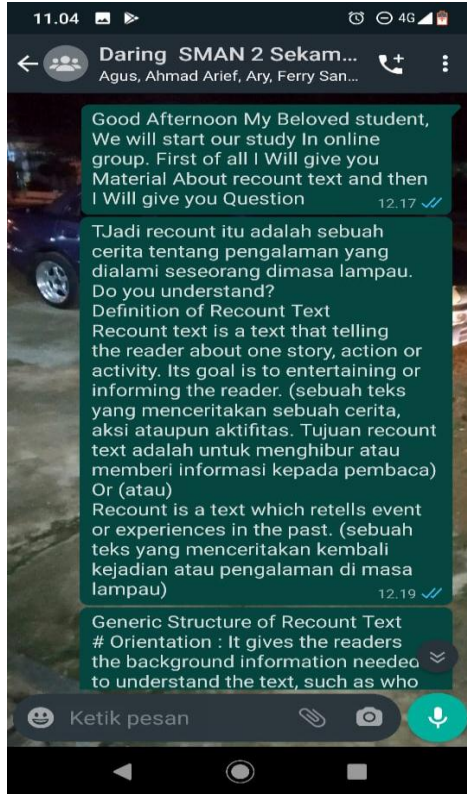 11.04
4G
Daring SMAN 2 Sekam...
Agus, Ahmad Arief, Ary, Ferry San...
Good Afternoon My Beloved student,
We will start our study In online
group. First of all I Will give you
Material About recount text and then
I Will give you Question
12.17
TJadi recount itu adalah sebuah
cerita tentang pengalaman yang
dialami seseorang dimasa lampau.
Do you understand?
Definition of Recount Text
Recount text is a text that telling
the reader about one story, action or
activity. Its goal is to entertaining or
informing the reader. (sebuah teks
yang menceritakan sebuah cerita,
aksi ataupun aktifitas. Tujuan recount
text adalah untuk menghibur atau
memberi informasi kepada pembaca)
Or (atau)
Recount is a text which retells event
or experiences in the past. (sebuah
teks yang menceritakan kembali
kejadian atau pengalaman di masa
lampau)
12.19
Generic Structure of Recount Text
# Orientation : It gives the readers
the background information needed
to understand the text, such as who
Ketik pesan